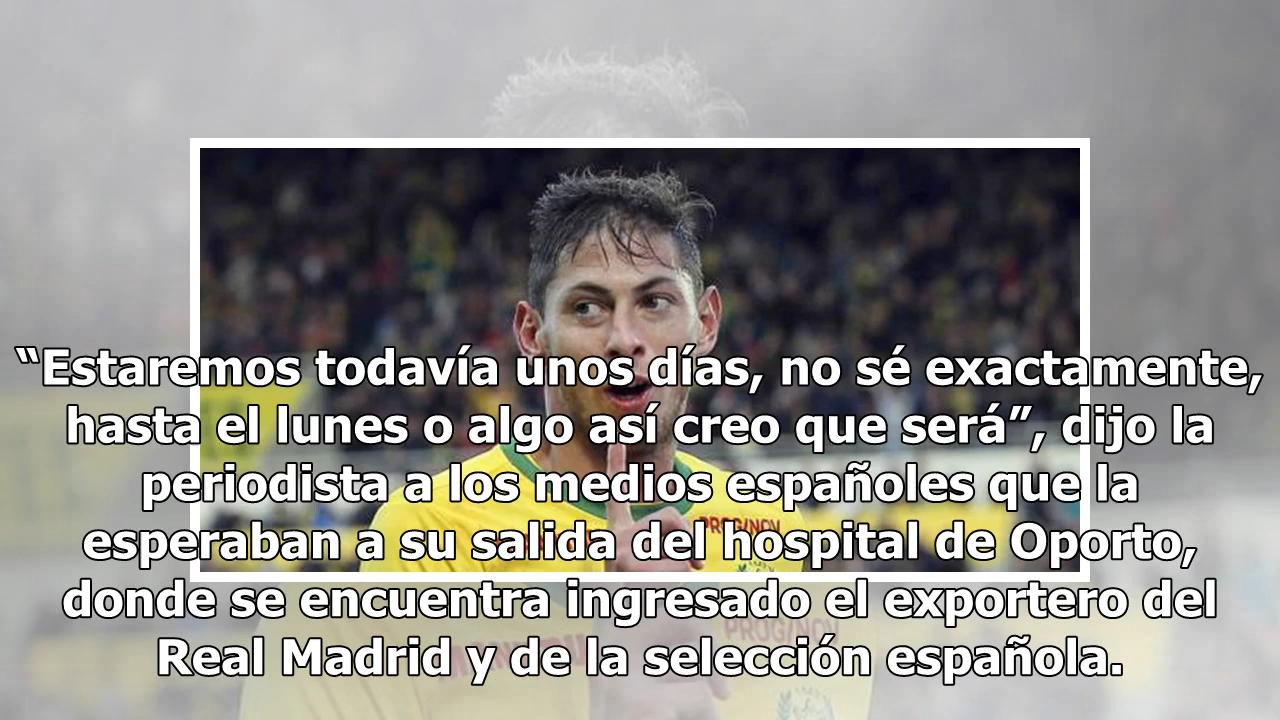 “Estaremos todavía unos días, no sé exactamente,
hasta el lunes o algo así creo que será”, dijo la
periodista a los medios españoles que la
esperaban a su salida del hospital de Oporto,
donde se encuentra ingresado el exportero del
Real Madrid y de la selección española.
PROGINOV
PROGINOV